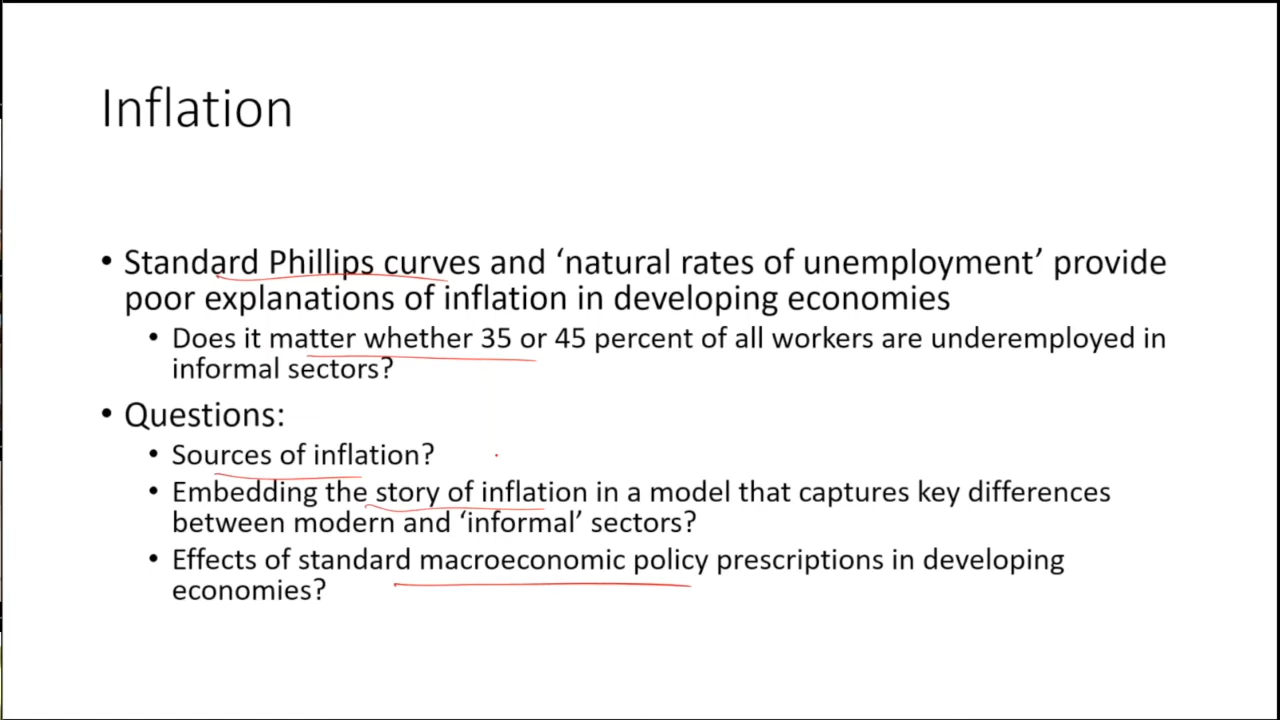 Inflation
• Standard Phillips curves and ‘natural rates of unemployment’ provide
poor explanations of inflation in developing economies
• Does it matter whether 35 or 45 percent of all workers are underemployed in
informal sectors?
• Questions:
• Sources of inflation?
• Embedding the story of inflation in a model that captures key differences
between modern and ‘informal’ sectors?
• Effects of standard macroeconomic policy prescriptions in developing
economies?